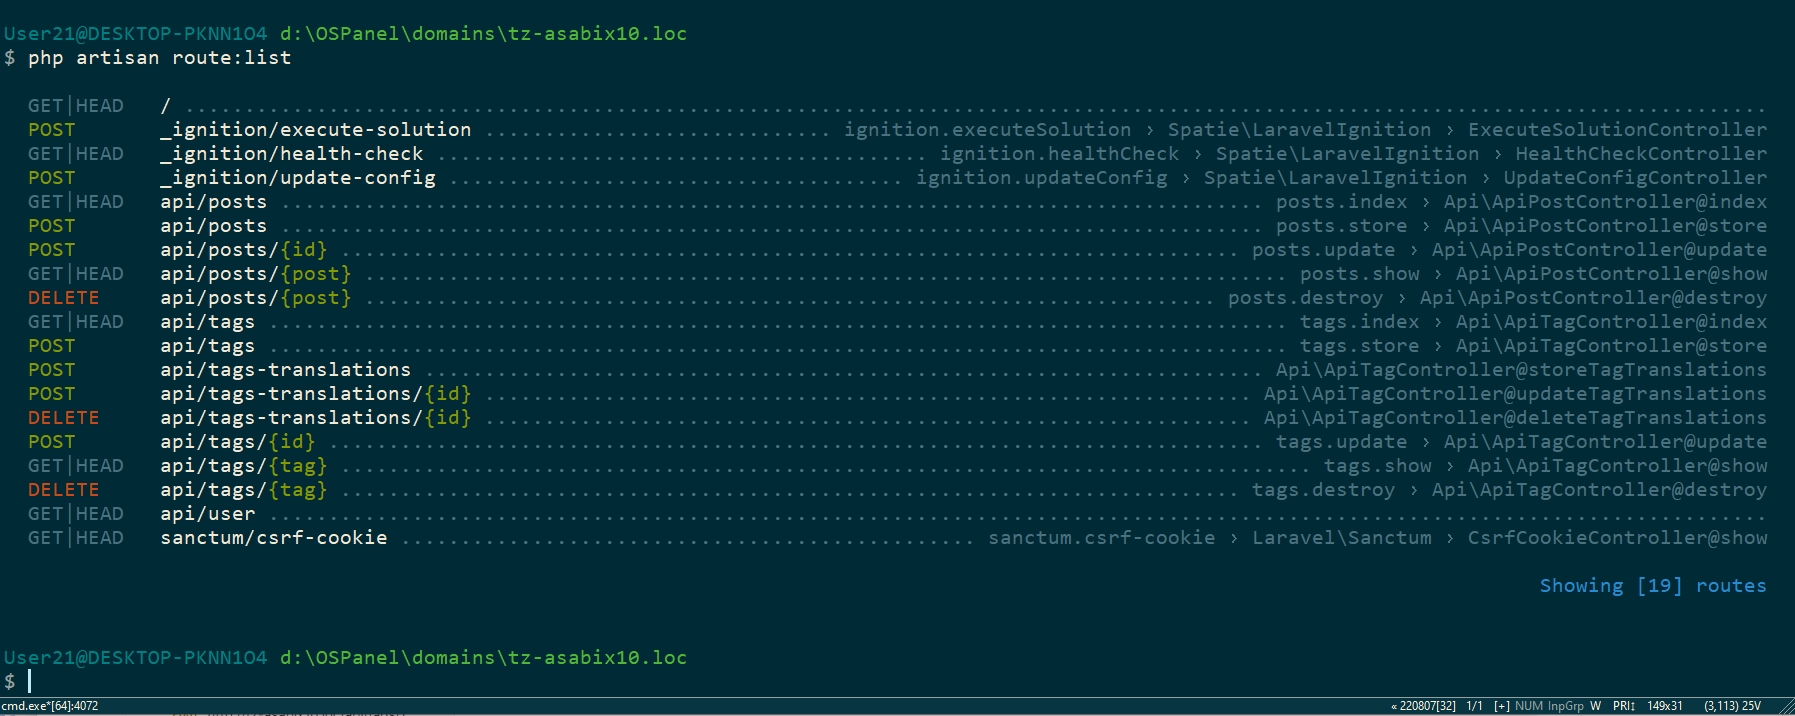 User21@DESKTOP-PKNN1O4 d:\OSPanel\domains\tz-asabix10.loc
$ php artisan route:list
GET|HEAD / ....................................................................................................................................
POST _ignition/execute-solution ............................. ignition.executeSolution › Spatie\LaravelIgnition › ExecuteSolutionController
GET|HEAD _ignition/health-check ......................................... ignition.healthCheck › Spatie\LaravelIgnition › HealthCheckController
POST _ignition/update-config ...................................... ignition.updateConfig › Spatie\LaravelIgnition › UpdateConfigController
GET|HEAD api/posts .................................................................................. posts.index › Api\ApiPostController@index
POST api/posts .................................................................................. posts.store › Api\ApiPostController@store
POST api/posts/{id} ........................................................................... posts.update › Api\ApiPostController@update
GET|HEAD api/posts/{post} ............................................................................. posts.show › Api\ApiPostController@show
DELETE api/posts/{post} ....................................................................... posts.destroy › Api\ApiPostController@destroy
GET|HEAD api/tags ..................................................................................... tags.index › Api\ApiTagController@index
POST api/tags ..................................................................................... tags.store › Api\ApiTagController@store
POST api/tags-translations ...................................................................... Api\ApiTagController@storeTagTranslations
POST api/tags-translations/{id} ................................................................ Api\ApiTagController@updateTagTranslations
DELETE api/tags-translations/{id} ................................................................ Api\ApiTagController@deleteTagTranslations
POST api/tags/{id} .............................................................................. tags.update › Api\ApiTagController@update
GET|HEAD api/tags/{tag} ................................................................................. tags.show › Api\ApiTagController@show
DELETE api/tags/{tag} ........................................................................... tags.destroy › Api\ApiTagController@destroy
GET|HEAD api/user .............................................................................................................................
GET|HEAD sanctum/csrf-cookie ................................................ sanctum.csrf-cookie › Laravel\Sanctum › CsrfCookieController@show
Showing [19] routes
User21@DESKTOP-PKNN1O4 d:\OSPanel\domains\tz-asabix10.loc
$
cmd.exe*[64]:4072 « 220807[32] 1/1 [+] NUM InpGrp W PRI↕ 149x31 (3,113) 25V